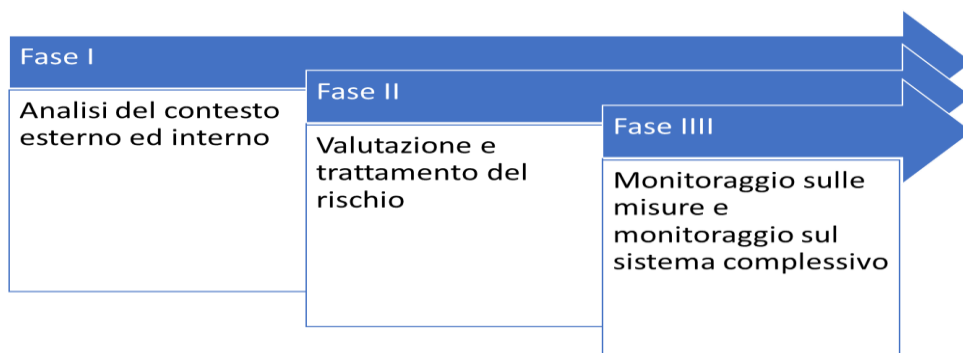 Fase I
Analisi del contesto
esterno ed interno
Fase II
Valutazione e
trattamento del
rischio
Fase IIII
Monitoraggio sulle
misure e
monitoraggio sul
sistema complessivo